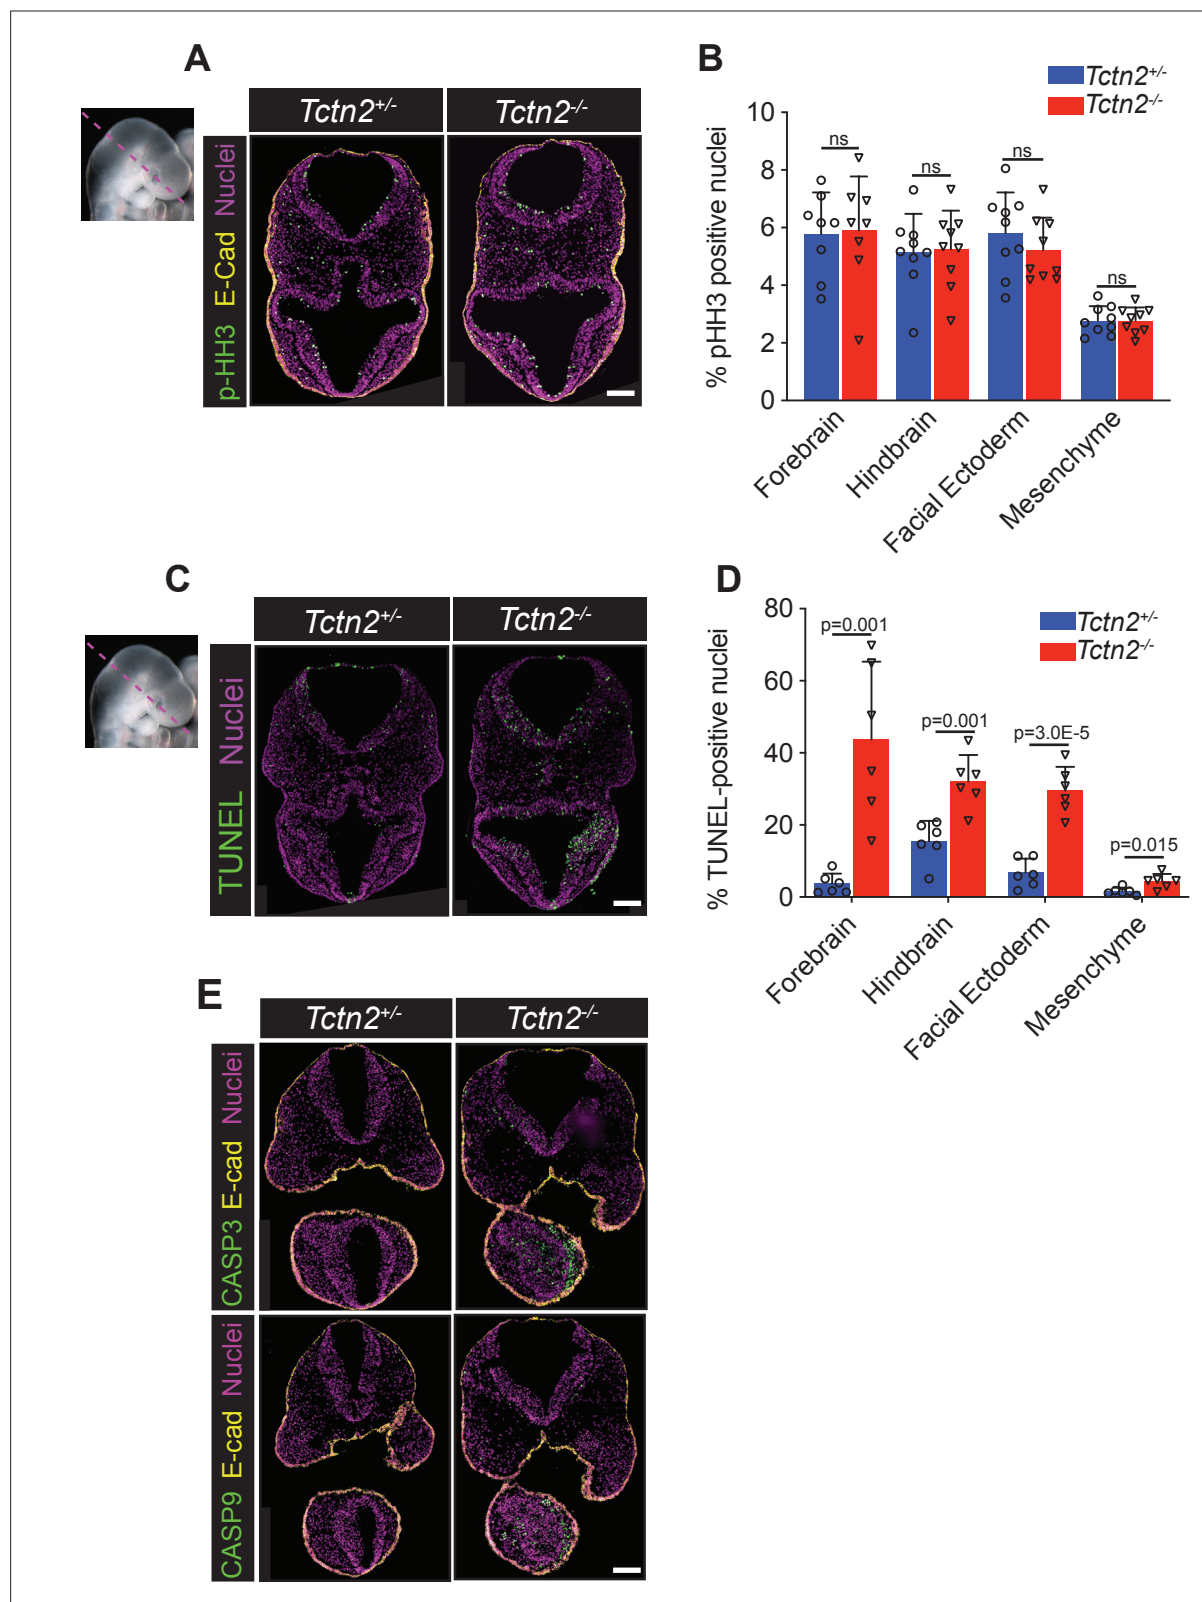 A
Tctn2+/-
Tctn2-/-
p-HH3 E-Cad Nuclei
B
Tctn2+/-
Tctn2-/-
% pHH3 positive nuclei
10
8
6
4
2
0
ns
ns
ns
ns
Forebrain
Hindbrain
Facial Ectoderm
Mesenchyme
C
Tctn2+/-
Tctn2-/-
TUNEL Nuclei
D
Tctn2+/-
Tctn2-/-
% TUNEL-positive nuclei
80
60
40
20
0
p=0.001
p=0.001
p=3.0E-5
p=0.015
Forebrain
Hindbrain
Facial Ectoderm
Mesenchyme
E
Tctn2+/-
Tctn2-/-
CASP3 E-cad Nuclei
CASP9 E-cad Nuclei